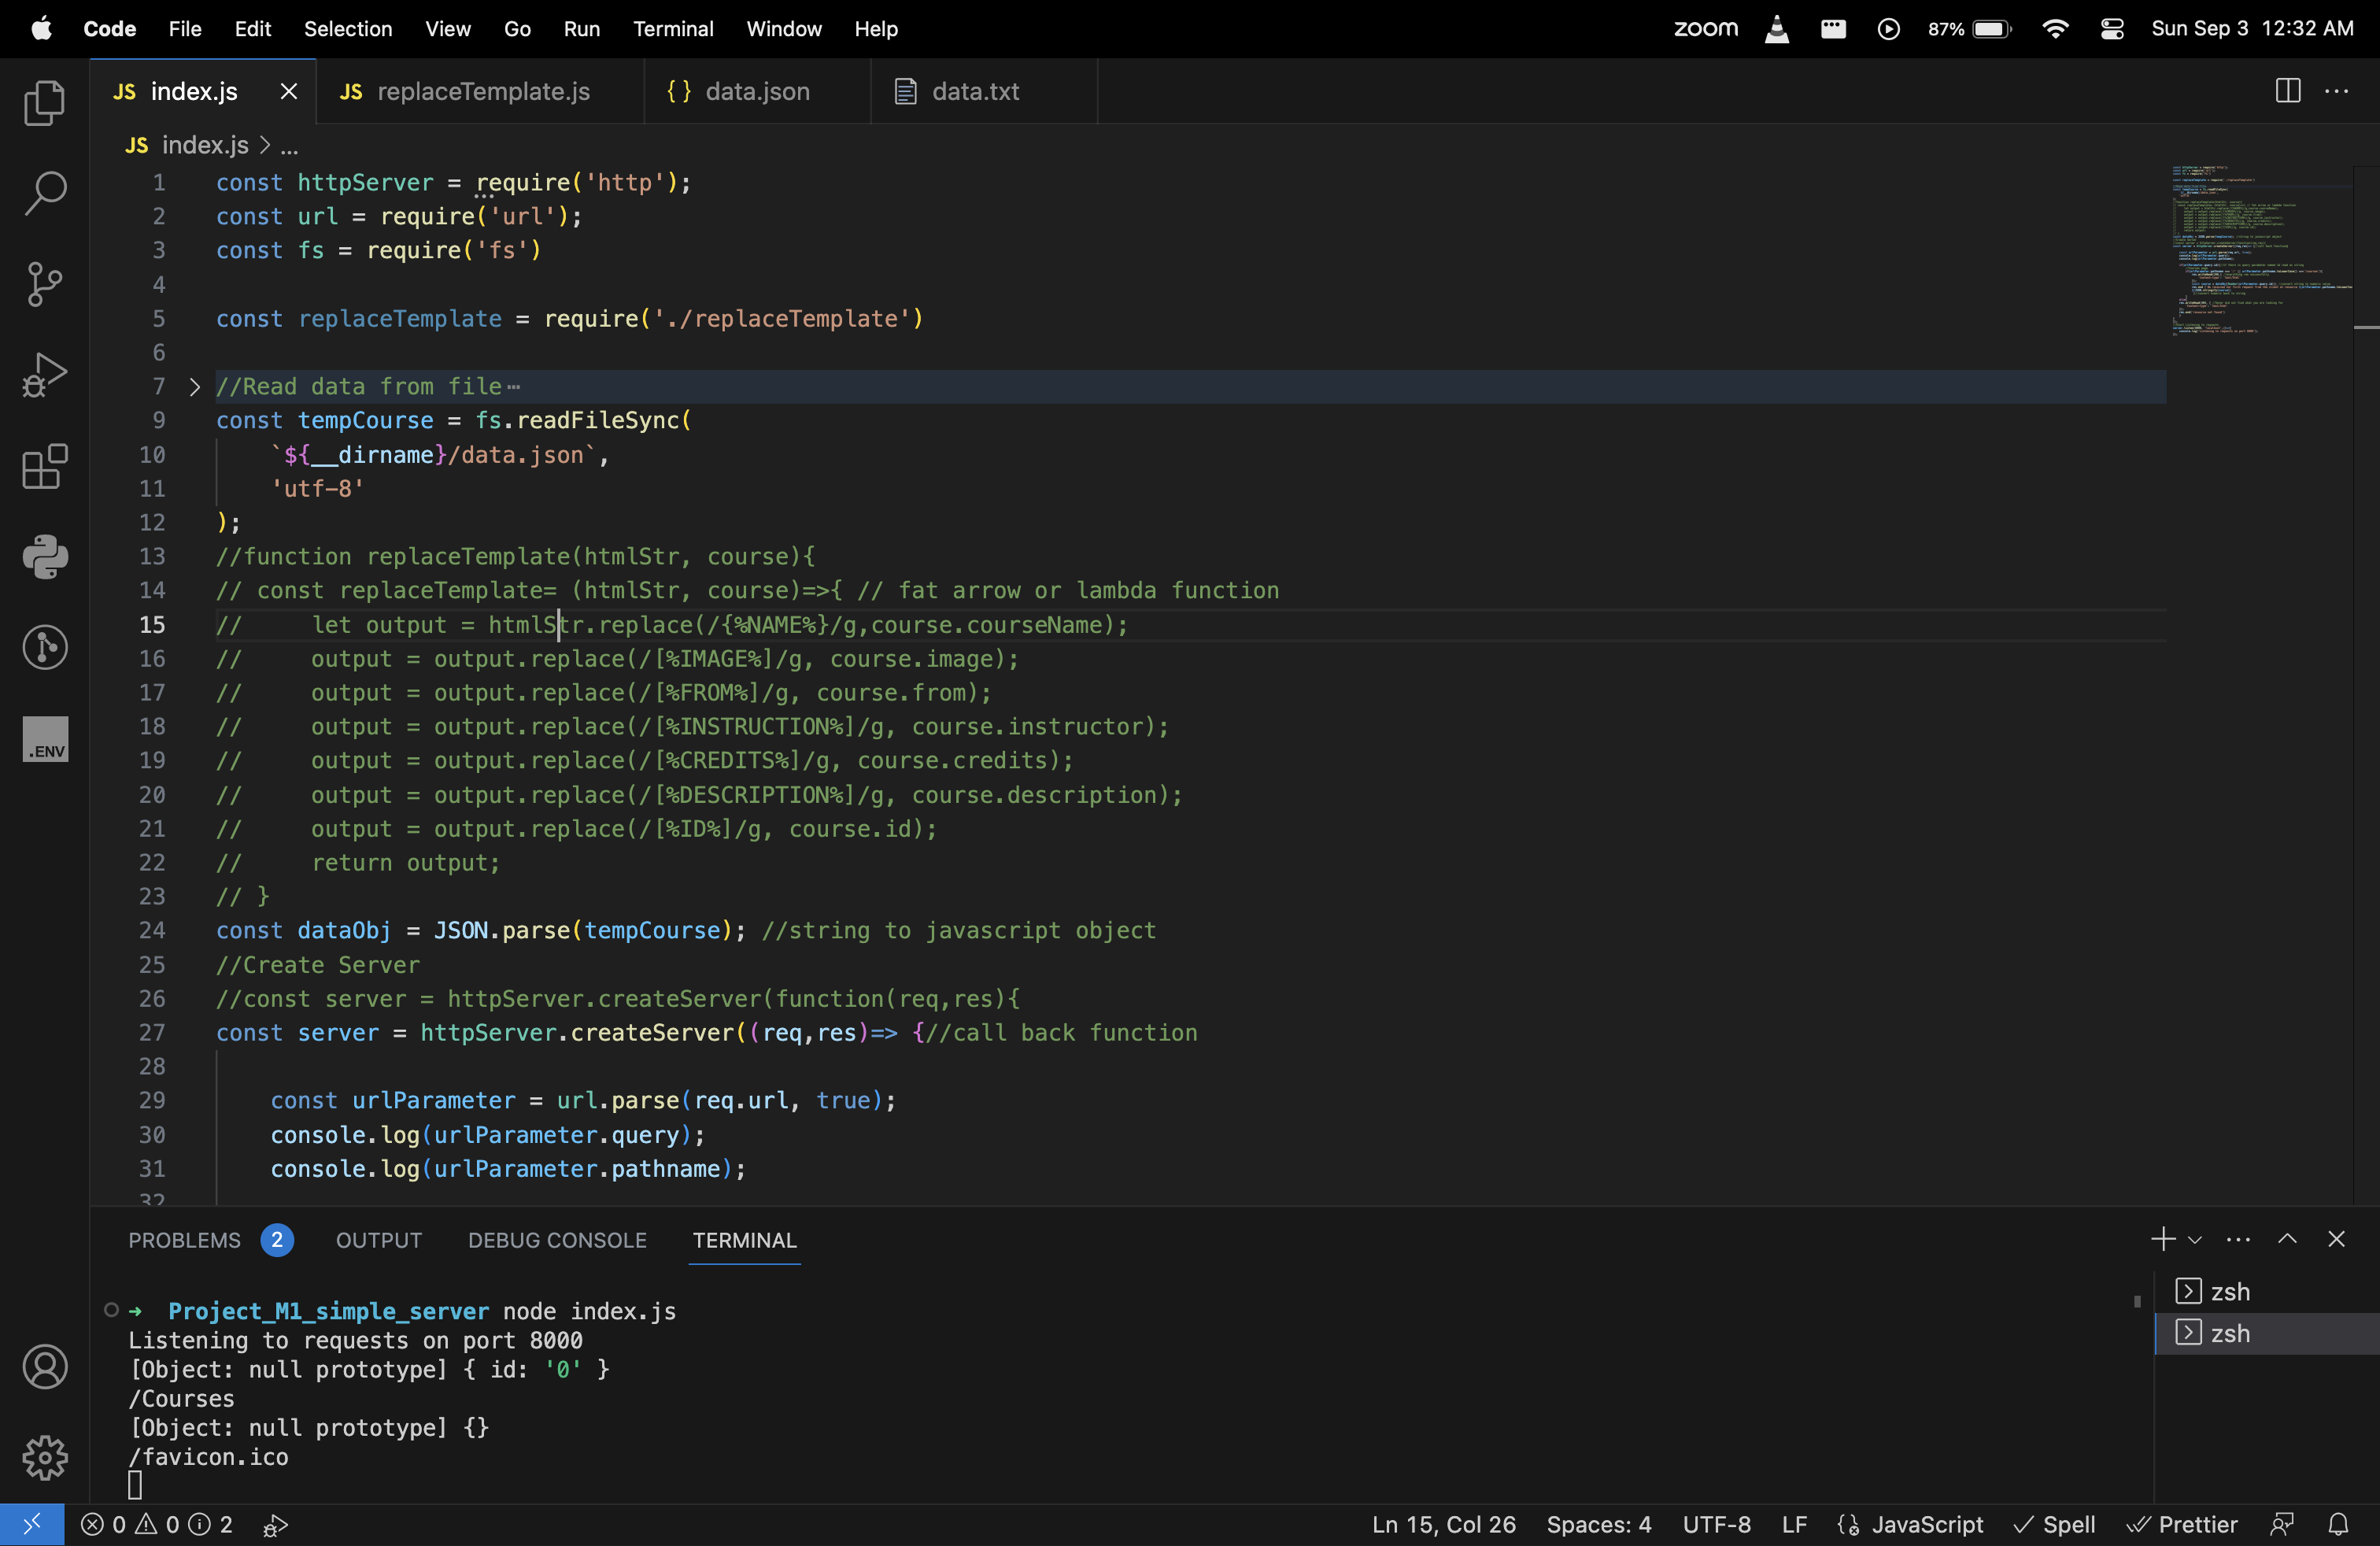 Code File Edit Selection View Go Run Terminal Window Help zoom 87% Sun Sep 3 12:32 AM
JS index.js JS replaceTemplate.js { } data.json data.txt
JS index.js > ...
1 const httpServer = require('http');
2 const url = require('url');
3 const fs = require('fs')
4
5 const replaceTemplate = require('./replaceTemplate')
6
7 //Read data from file
9 const tempCourse = fs.readFileSync(
10 `${__dirname}/data.json`,
11 'utf-8'
12 );
13 //function replaceTemplate(htmlStr, course){
14 // const replaceTemplate= (htmlStr, course)=>{ // fat arrow or lambda function
15 // let output = htmlStr.replace(/{%NAME%}/g,course.courseName);
16 // output = output.replace(/[%IMAGE%]/g, course.image);
17 // output = output.replace(/[%FROM%]/g, course.from);
18 // output = output.replace(/[%INSTRUCTION%]/g, course.instructor);
19 // output = output.replace(/[%CREDITS%]/g, course.credits);
20 // output = output.replace(/[%DESCRIPTION%]/g, course.description);
21 // output = output.replace(/[%ID%]/g, course.id);
22 // return output;
23 // }
24 const dataObj = JSON.parse(tempCourse); //string to javascript object
25 //Create Server
26 //const server = httpServer.createServer(function(req,res){
27 const server = httpServer.createServer((req,res)=> {//call back function
28
29 const urlParameter = url.parse(req.url, true);
30 console.log(urlParameter.query);
31 console.log(urlParameter.pathname);
32
.ENV
PROBLEMS 2 OUTPUT DEBUG CONSOLE TERMINAL
→ Project_M1_simple_server node index.js
Listening to requests on port 8000
[Object: null prototype] { id: '0' }
/Courses
[Object: null prototype] {}
/favicon.ico
zsh
zsh
0 0 2 Ln 15, Col 26 Spaces: 4 UTF-8 LF JavaScript Spell Prettier